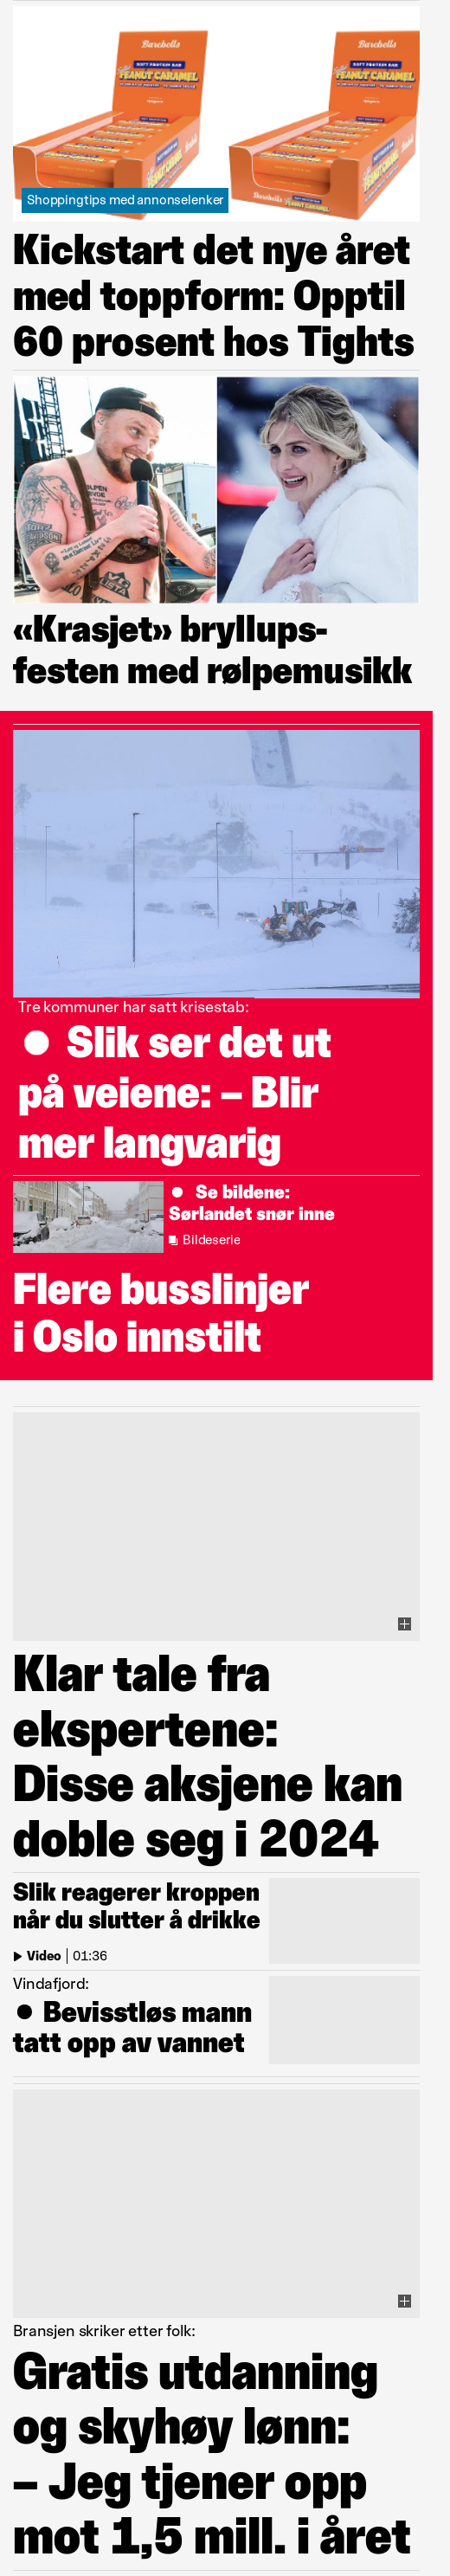 Barebells
Barebells
SOFT PROTEIN BAR
SOFT PROTEIN BAR
PEANUT CARAMEL
PEANUT CARAMEL
Barebells
PEANUT CARAMEL
Shoppingtips med annonselenker
Kickstart det nye året
med toppform: Opptil
60 prosent hos Tights
«Krasjet» bryllups-
festen med rølpemusikk
Tre kommuner har satt krisestab:
Slik ser det ut
på veiene: – Blir
mer langvarig
Se bildene:
Sørlandet snør inne
Bildeserie
Flere busslinjer
i Oslo innstilt
Klar tale fra
ekspertene:
Disse aksjene kan
doble seg i 2024
Slik reagerer kroppen
når du slutter å drikke
Video | 01:36
Vindafjord:
Bevisstløs mann
tatt opp av vannet
Bransjen skriker etter folk:
Gratis utdanning
og skyhøy lønn:
– Jeg tjener opp
mot 1,5 mill. i året